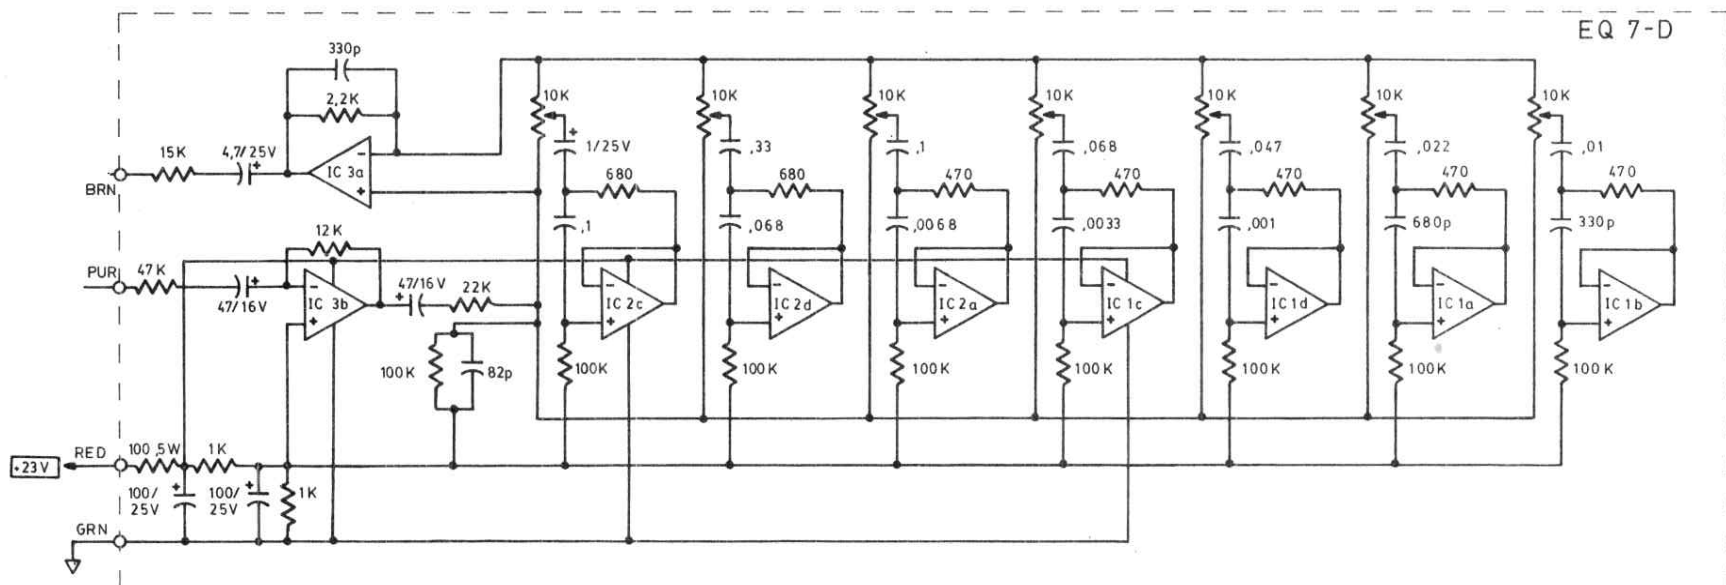 EQ 7-D
330p
2,2K
15K
4,7/25V
+
IC 3a
-
+
BRN
10K
10K
10K
10K
10K
10K
10K
+
1/25V
,33
,1
,068
,047
,022
,01
680
680
470
470
470
470
470
,1
,068
,0068
,0033
,001
680p
330p
12K
PUR
47K
+
47/16V
-
IC 3b
+
+
47/16V
22K
-
IC 2c
+
-
IC 2d
+
-
IC 2a
+
-
IC 1c
+
-
IC 1d
+
-
IC 1a
+
-
IC 1b
+
100K
82p
100K
100K
100K
100K
100K
100K
100K
+23V
RED
100,5W
1K
+
100/
25V
100/
25V
+
1K
GRN